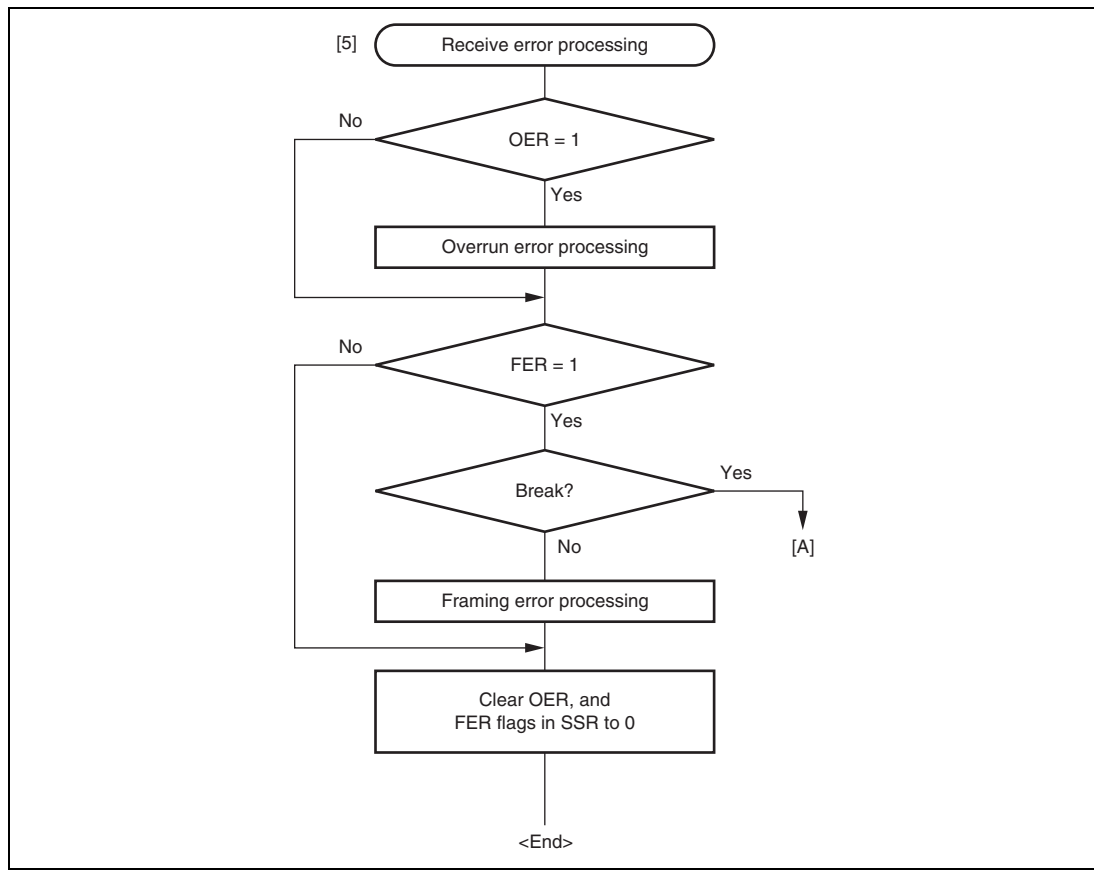 [5]
Receive error processing
No
OER = 1
Yes
Overrun error processing
No
FER = 1
Yes
Break?
Yes
No
[A]
Framing error processing
Clear OER, and
FER flags in SSR to 0
<End>